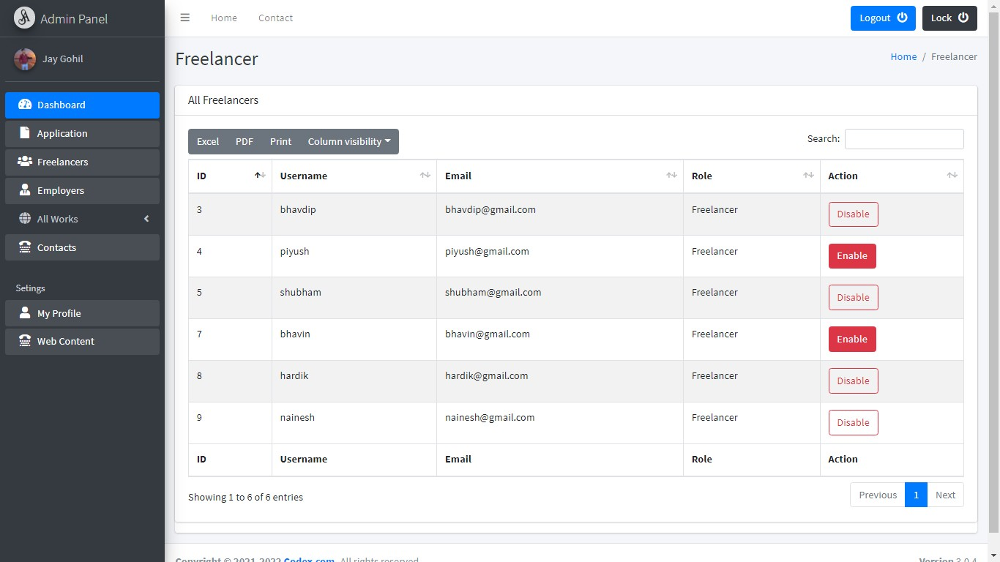 Admin Panel
Home Contact
Logout Lock
Jay Gohil
Dashboard
Application
Freelancers
Employers
All Works
Contacts
Setings
My Profile
Web Content
Freelancer
Home / Freelancer
All Freelancers
Excel PDF Print Column visibility
Search:
ID Username Email Role Action
3 bhavdip bhavdip@gmail.com Freelancer Disable
4 piyush piyush@gmail.com Freelancer Enable
5 shubham shubham@gmail.com Freelancer Disable
7 bhavin bhavin@gmail.com Freelancer Enable
8 hardik hardik@gmail.com Freelancer Disable
9 nainesh nainesh@gmail.com Freelancer Disable
ID Username Email Role Action
Showing 1 to 6 of 6 entries
Previous 1 Next
Copyright © 2021-2022 Codex.com. All rights reserved.
Version 3.0.4